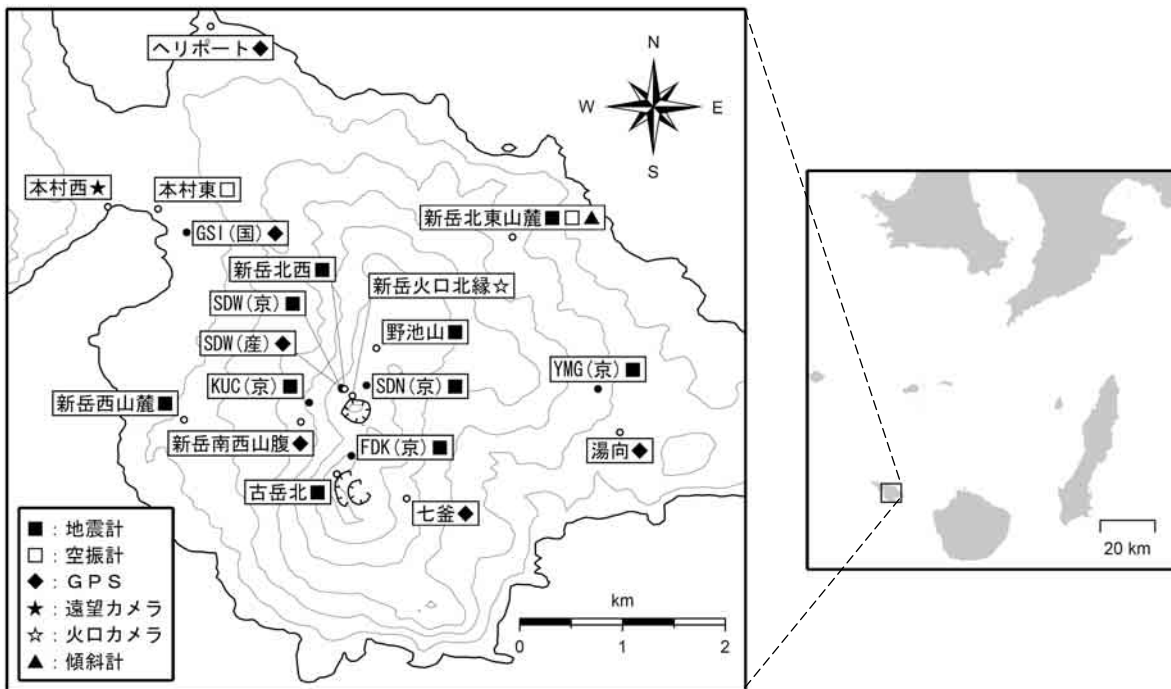 ヘリポート◆
N
W
E
S
本村西★
本村東□
GSI(国)◆
新岳北東山麓■□▲
新岳北西■
新岳火口北縁☆
SDW(京)■
野池山■
SDW(産)◆
YMG(京)■
KUC(京)■
SDN(京)■
新岳西山麓■
新岳南西山腹◆
FDK(京)■
湯向◆
古岳北■
七釜◆
■：地震計
□：空振計
◆：ＧＰＳ
★：遠望カメラ
☆：火口カメラ
▲：傾斜計
km
0 1 2
20 km